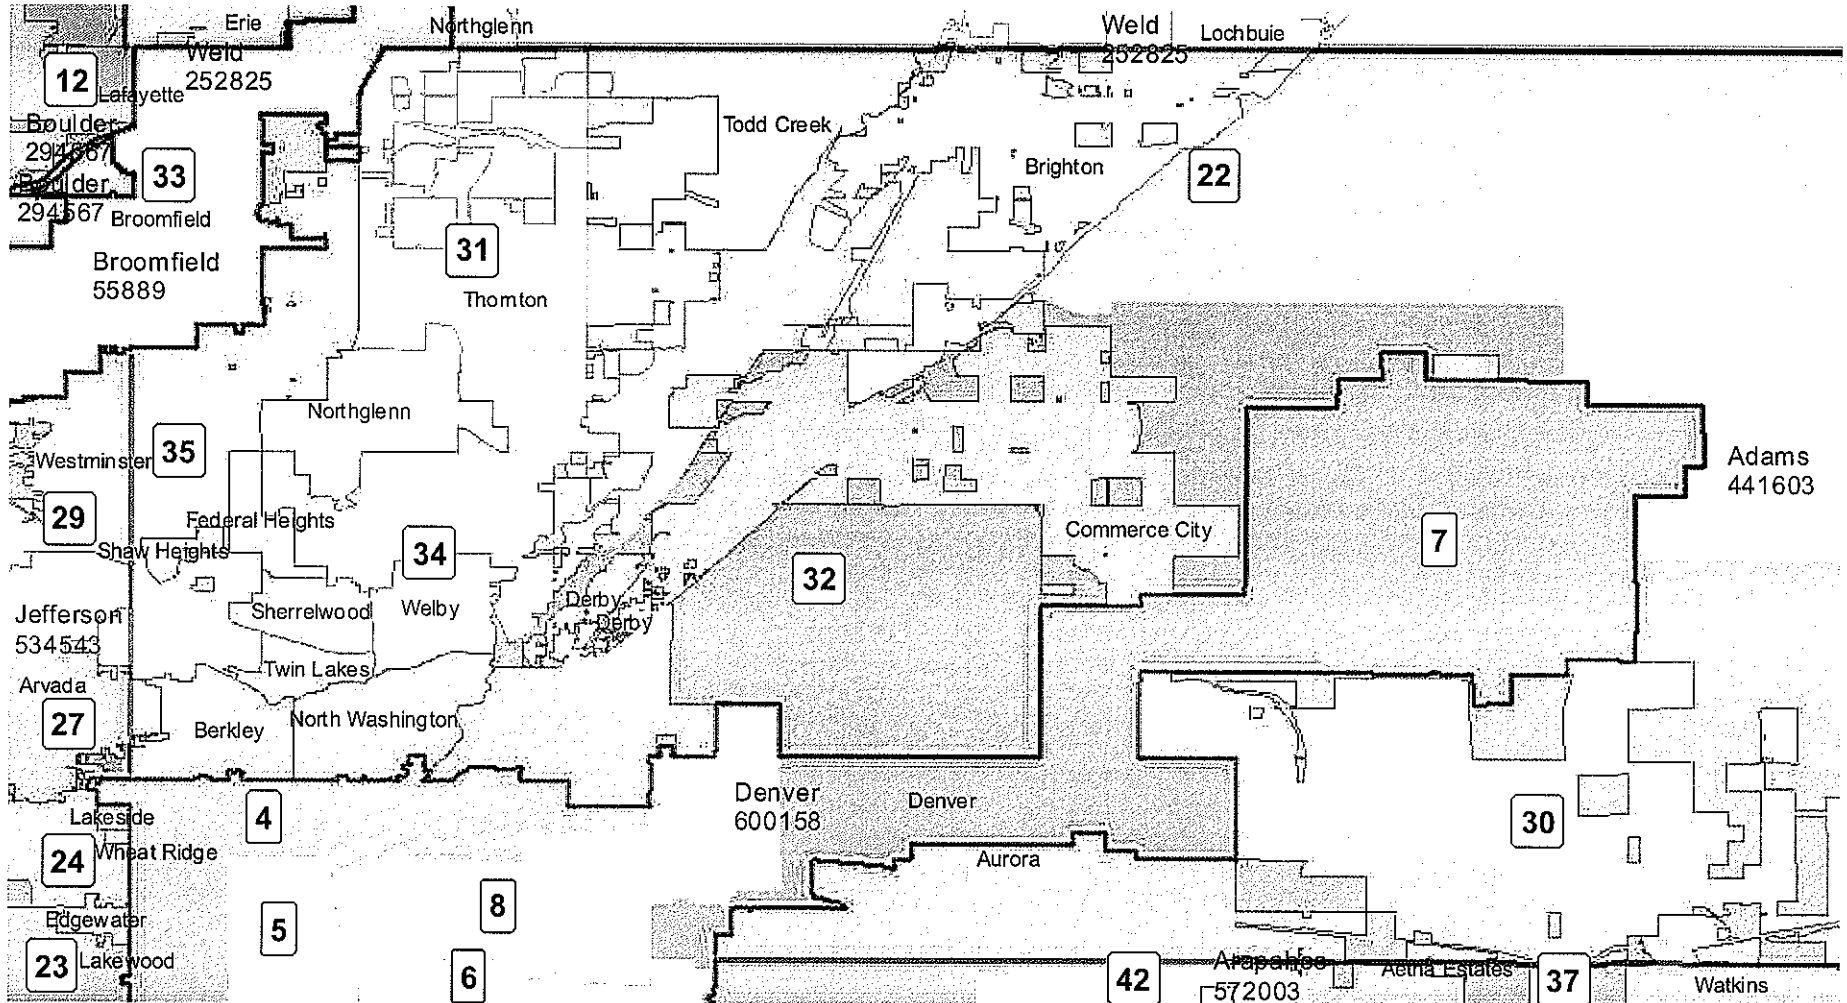 Erie
Northglenn
Weld
252825
Lochbuie
Weld
252825
12
Lafayette
Boulder
294567
Todd Creek
Brighton
22
33
Boulder
294567
Broomfield
31
Broomfield
55889
Thornton
Northglenn
35
Westminster
Adams
441603
29
Federal Heights
Shaw Heights
34
Commerce City
7
32
Derby
Derby
Jefferson
534543
Sherrelwood
Welby
Twin Lakes
Arvada
27
Berkley
North Washington
Denver
600158
Denver
4
Lakeside
30
24
Wheat Ridge
Aurora
8
Edgewater
5
23
Lakewood
6
42
Arapahoe
572003
Aetna Estates
37
Watkins